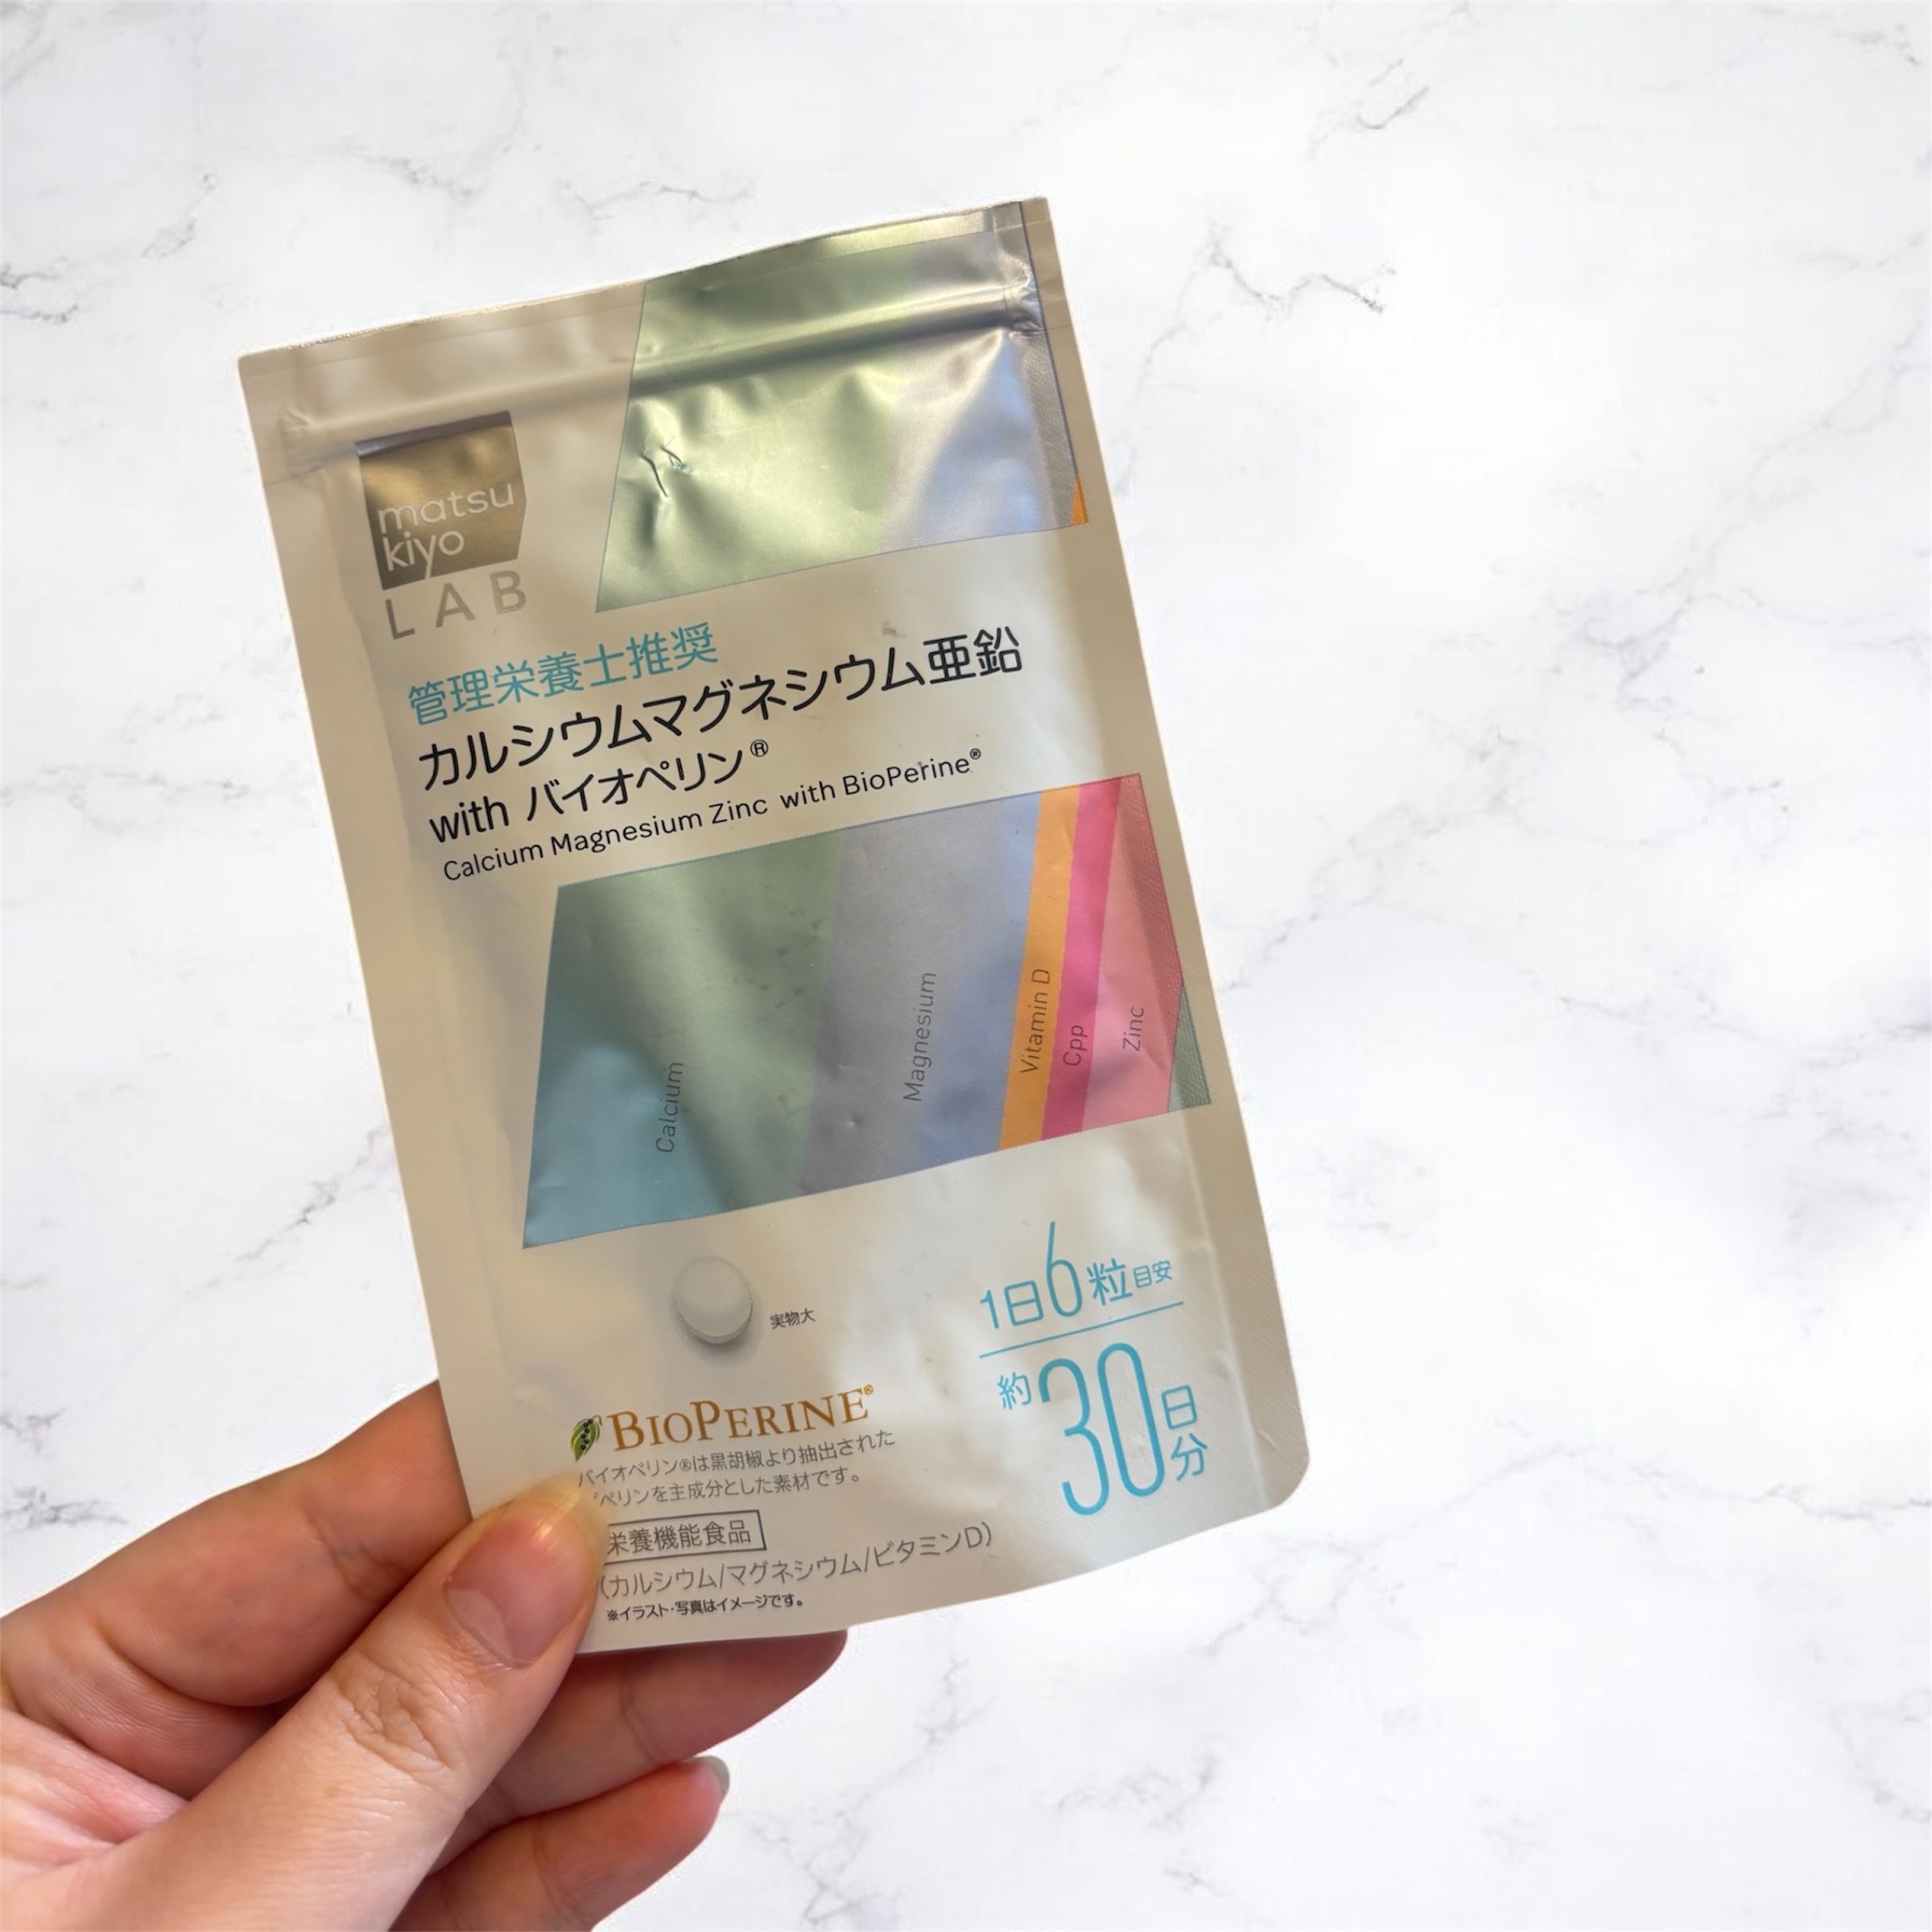 matsu
kiyo
LAB
管理栄養士推奨
カルシウムマグネシウム亜鉛
with バイオペリン®
Calcium Magnesium Zinc with BioPerine®
Calcium
Magnesium
Vitamin D
Cpp
Zinc
実物大
1日6粒目安
約30日分
BIOPERINE®
バイオペリン®は黒胡椒より抽出された
ペリンを主成分とした素材です。
栄養機能食品
(カルシウム/マグネシウム/ビタミンD)
※イラスト・写真はイメージです。